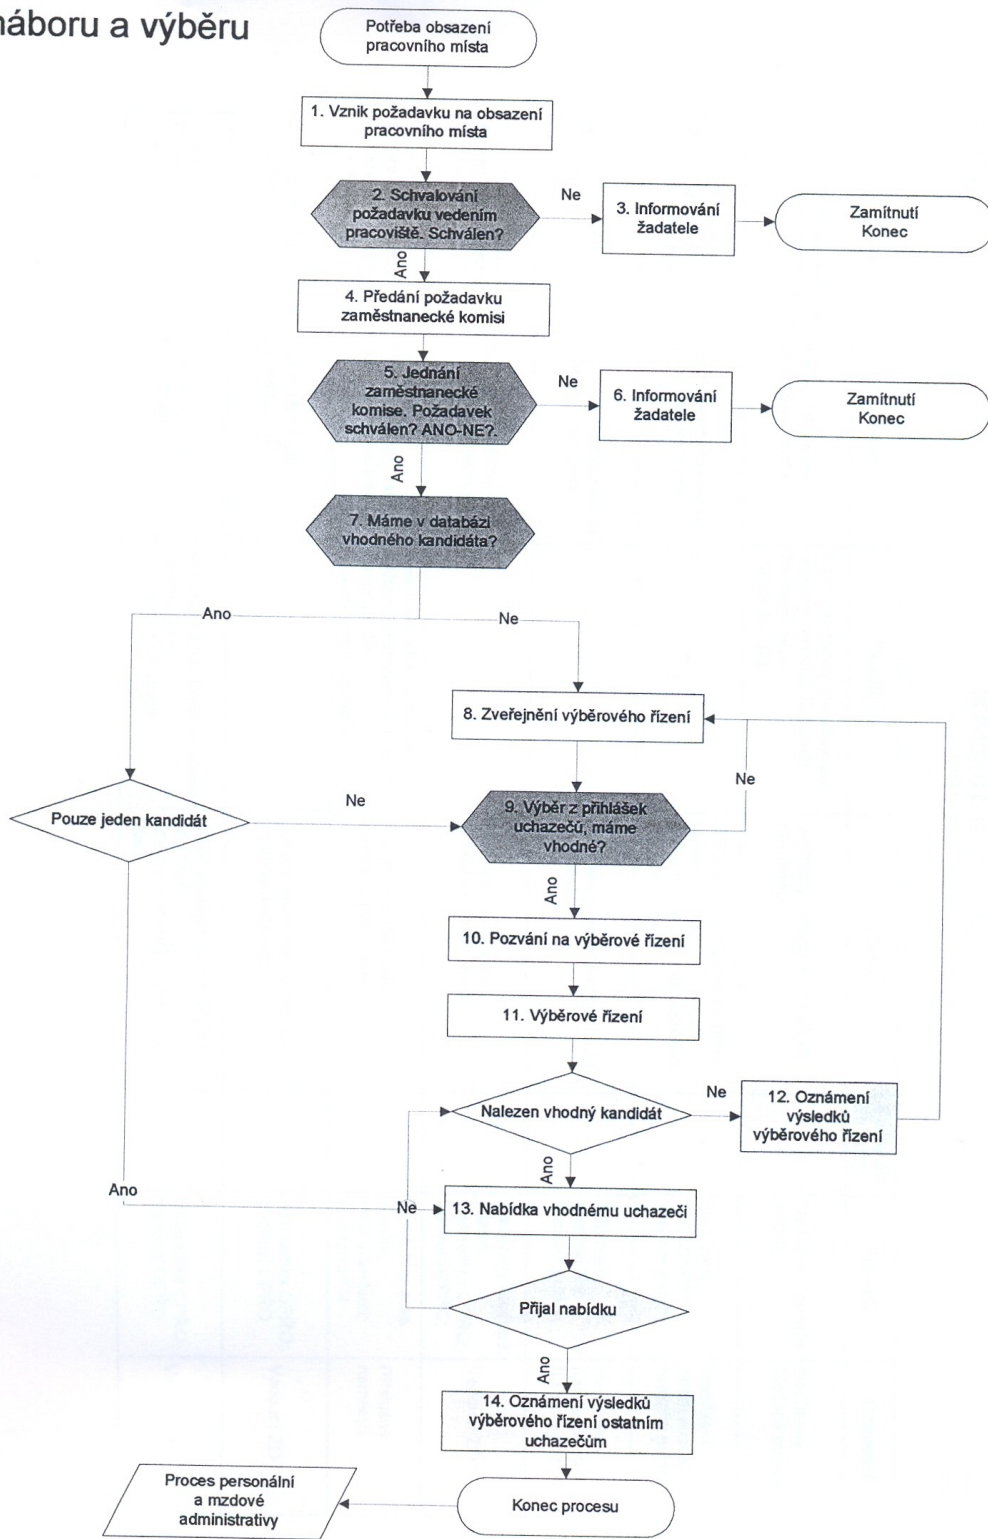 náboru a výběru
Potřeba obsazení
pracovního místa
1. Vznik požadavku na obsazení
pracovního místa
2. Schvalování
požadavku vedením
pracoviště. Schválen?
Ne
3. Informování
žadatele
Zamítnutí
Konec
Ano
4. Předání požadavku
zaměstnanecké komisi
5. Jednání
zaměstnanecké
komise. Požadavek
schválen? ANO-NE?.
Ne
6. Informování
žadatele
Zamítnutí
Konec
Ano
7. Máme v databázi
vhodného kandidáta?
Ano
Ne
8. Zveřejnění výběrového řízení
Ne
Pouze jeden kandidát
Ne
9. Výběr z přihlášek
uchazečů, máme
vhodné?
Ano
10. Pozvání na výběrové řízení
11. Výběrové řízení
Nalezen vhodný kandidát
Ne
12. Oznámení
výsledků
výběrového řízení
Ano
Ano
Ne
13. Nabídka vhodnému uchazeči
Přijal nabídku
Ano
14. Oznámení výsledků
výběrového řízení ostatním
uchazečům
Proces personální
a mzdové
administrativy
Konec procesu